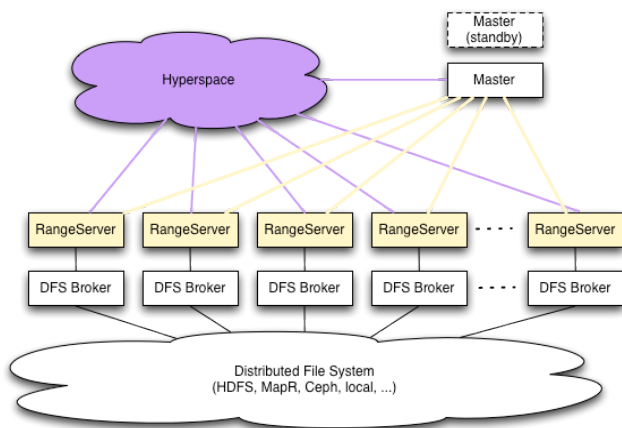 Master
(standby)
Hyperspace
Master
RangeServer
RangeServer
RangeServer
RangeServer
RangeServer
DFS Broker
DFS Broker
DFS Broker
DFS Broker
DFS Broker
Distributed File System
(HDFS, MapR, Ceph, local, ...)